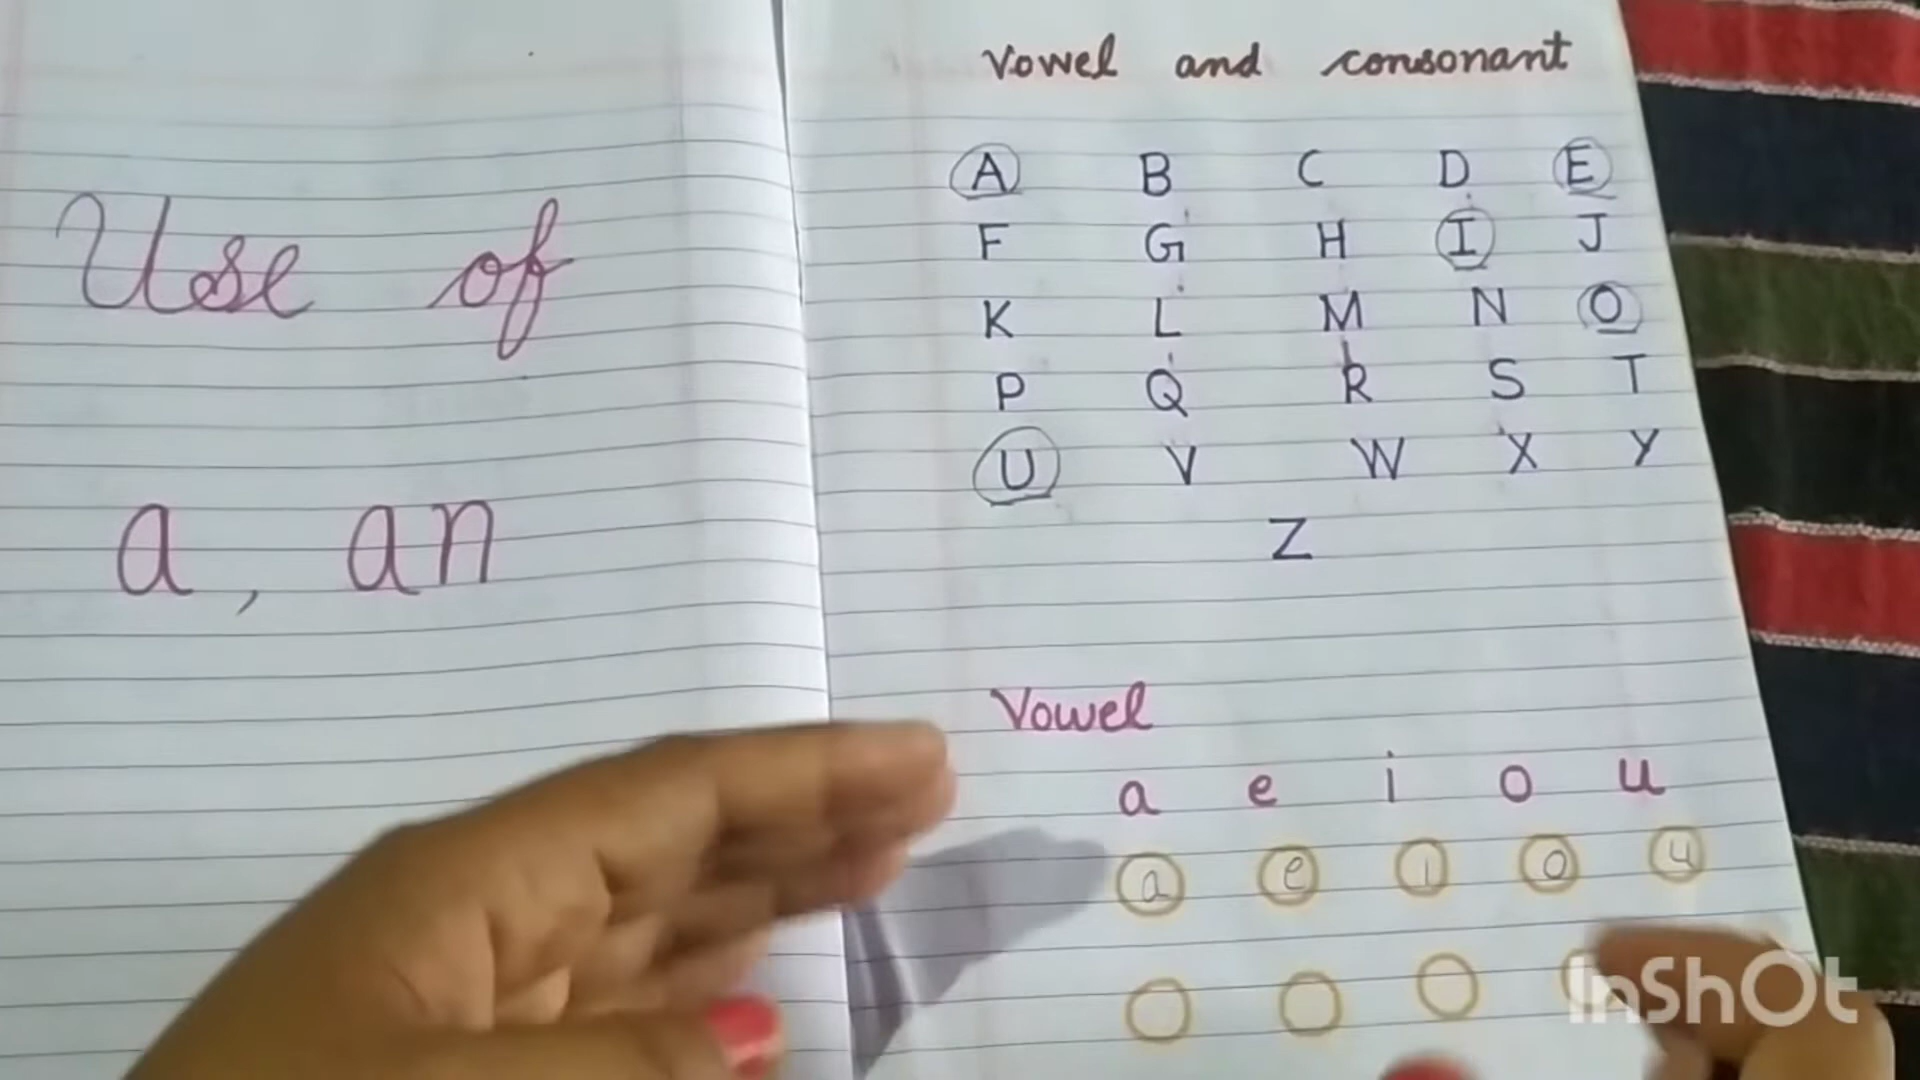 Use of
a, an
Vowel and consonant
A B C D E
F G H I J
K L M N O
P Q R S T
U V W X Y
Z
Vowel
a e i o u
a e i o u
InShOt